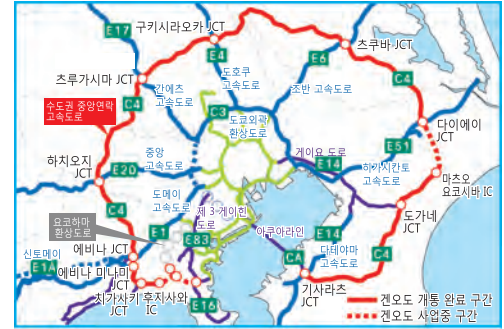 구키시라오카 JCT
E17
E4
E6
츠쿠바 JCT
츠루가시마 JCT
칸에츠
고속도로
도호쿠
고속도로
조반 고속도로
C4
C4
수도권 중앙연락
고속도로
C3
도쿄외곽
환상도로
다이에이
JCT
E51
게이요 도로
하치오지
JCT
중앙
고속도로
E20
E14
히가시칸토
고속도로
마츠오
요코시바 IC
도메이
고속도로
C4
제 3 게이힌
도로
도가네
JCT
요코하마
환상도로
E1
E83
아쿠아라인
E14
C4
신토메이
에비나 JCT
E1A
에비나 미나미
JCT
다테야마
고속도로
CA
치가사키
JCT
후지사와
IC
E16
기사라츠
JCT
겐오도 개통 완료 구간
겐오도 사업중 구간